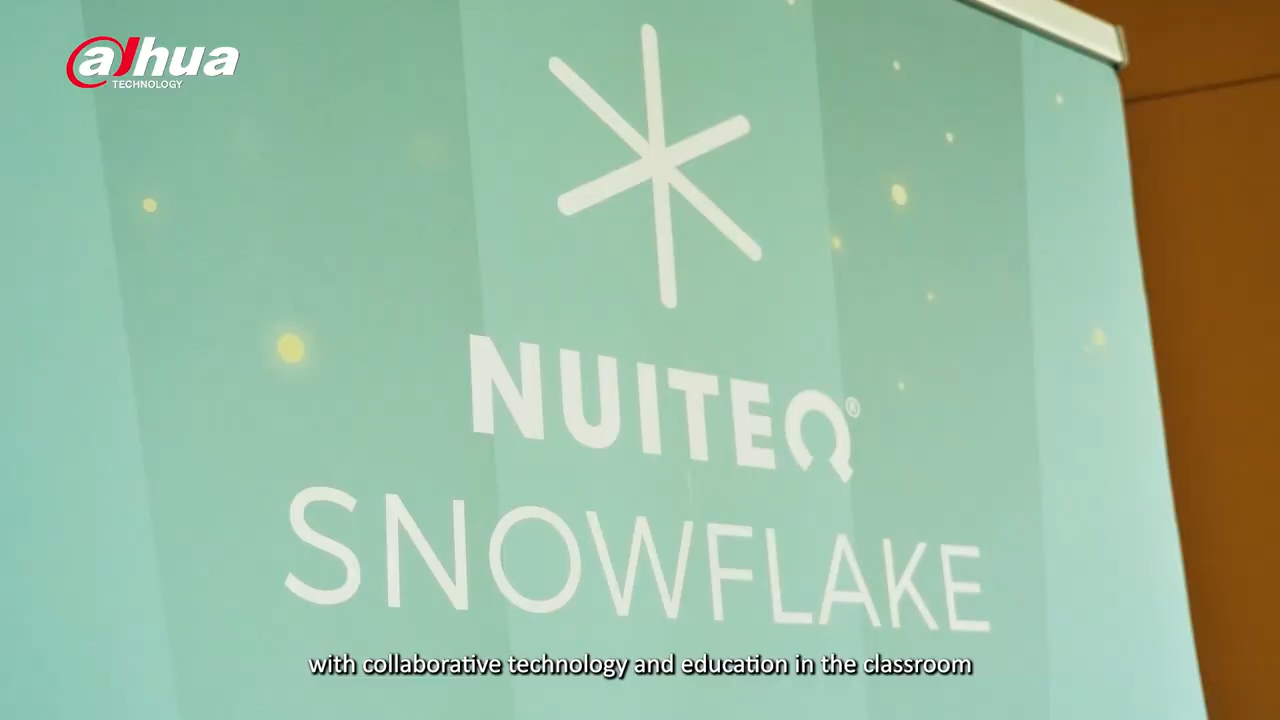 alhua
TECHNOLOGY
NUITEQ®
SNOWFLAKE
with collaborative technology and education in the classroom